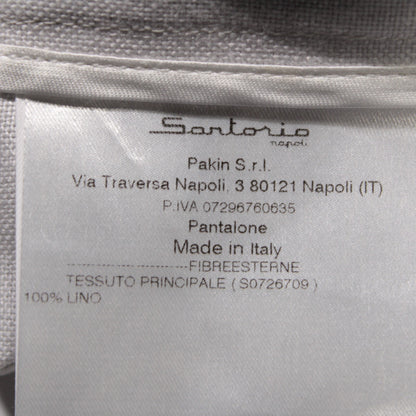 Sartorio
napoli
Pakin S.r.l.
Via Traversa Napoli, 3 80121 Napoli (IT)
P.IVA 07296760635
Pantalone
Made in Italy
--------------------FIBREESTERNE
TESSUTO PRINCIPALE ( S0726709 )
100% LINO